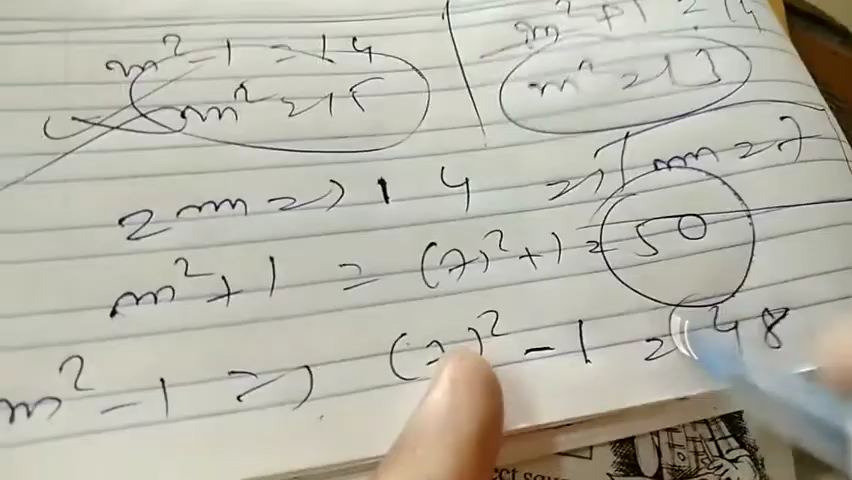 m² - 1 = 14
m² = 15
m² + 1 = 14
m² = 13
2m => 14 => m = 7
m² + 1 = (7)² + 1 = 50
m² - 1 => (7)² - 1 = 48